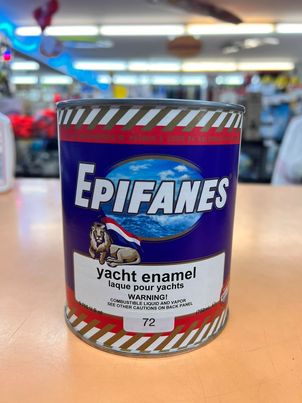 EPIFANES®
yacht enamel
laque pour yachts
WARNING!
COMBUSTIBLE LIQUID AND VAPOR
SEE OTHER CAUTIONS ON BACK PANEL
72